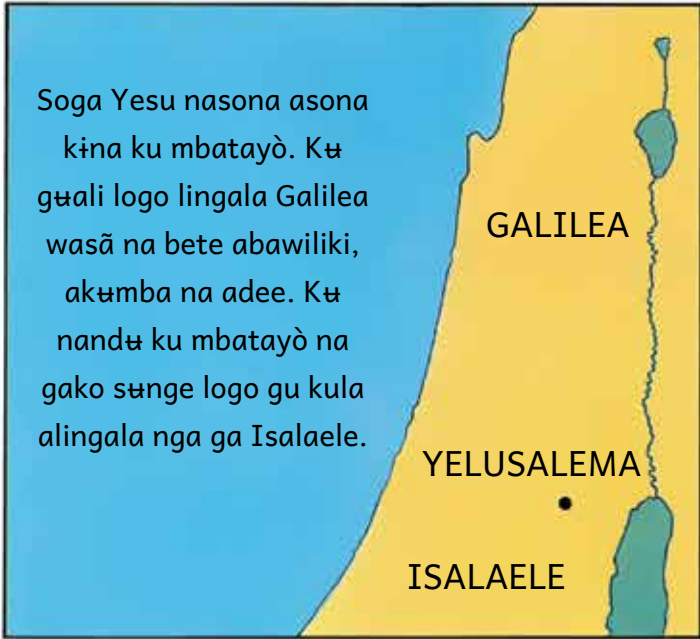 Soga Yesu nasona asona
kɨna ku mbatayò. Kʉ
gʉali logo lingala Galilea
wasã na bete abawiliki,
akʉmba na adee. Kʉ
nandʉ ku mbatayò na
gako sʉnge logo gu kula
alingala nga ga Isalaele.
GALILEA
YELUSALEMA
ISALAELE